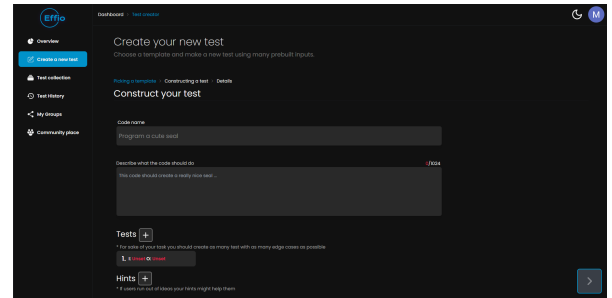 Effio
Dashboard › Test creator
M
Overview
Create a new test
Test collection
Test History
My Groups
Community place
Create your new test
Choose a template and make a new test using many prebuilt inputs.
Picking a template › Constructing a test › Details
Construct your test
Code name
Program a cute seal
Describe what the code should do
/1024
This code should create a really nice seal ...
Tests +
* For sake of your task you should create as many test with as many edge cases as possible
1. I: Unset O: Unset
Hints +
* If users run out of ideas your hints might help them